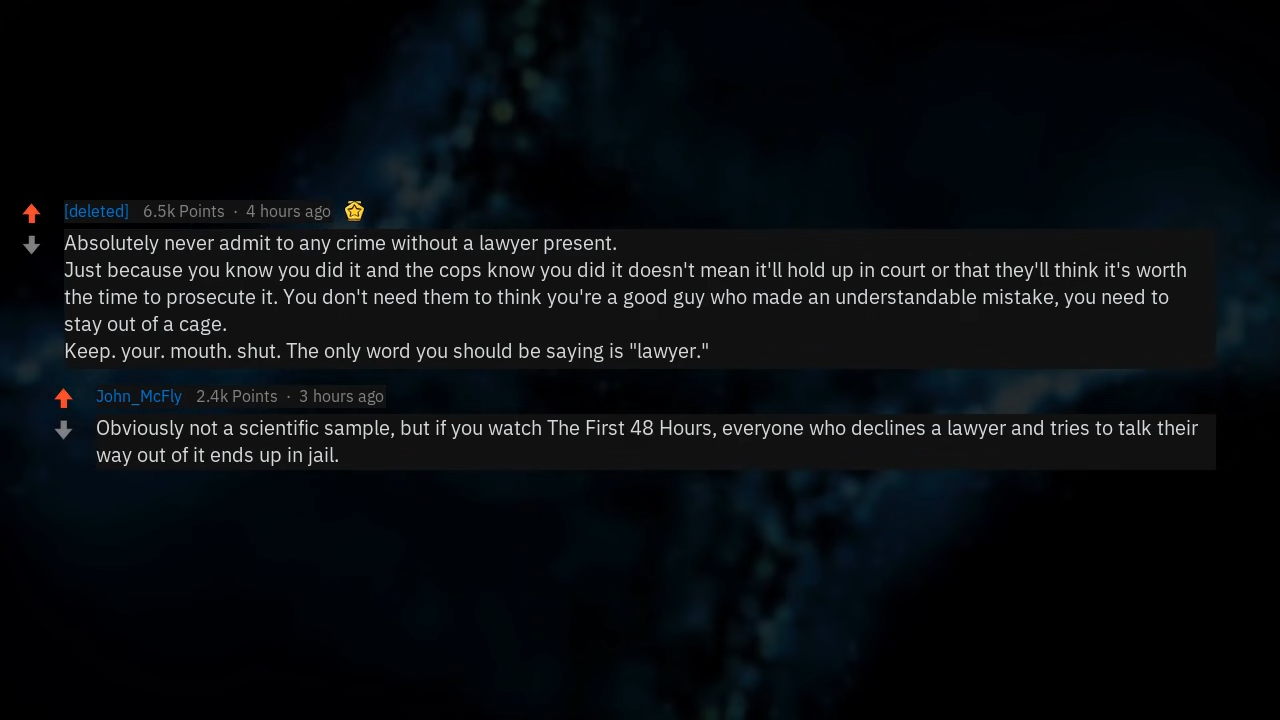 [deleted] 6.5k Points · 4 hours ago
Absolutely never admit to any crime without a lawyer present.
Just because you know you did it and the cops know you did it doesn't mean it'll hold up in court or that they'll think it's worth
the time to prosecute it. You don't need them to think you're a good guy who made an understandable mistake, you need to
stay out of a cage.
Keep. your. mouth. shut. The only word you should be saying is "lawyer."
John_McFly 2.4k Points · 3 hours ago
Obviously not a scientific sample, but if you watch The First 48 Hours, everyone who declines a lawyer and tries to talk their
way out of it ends up in jail.